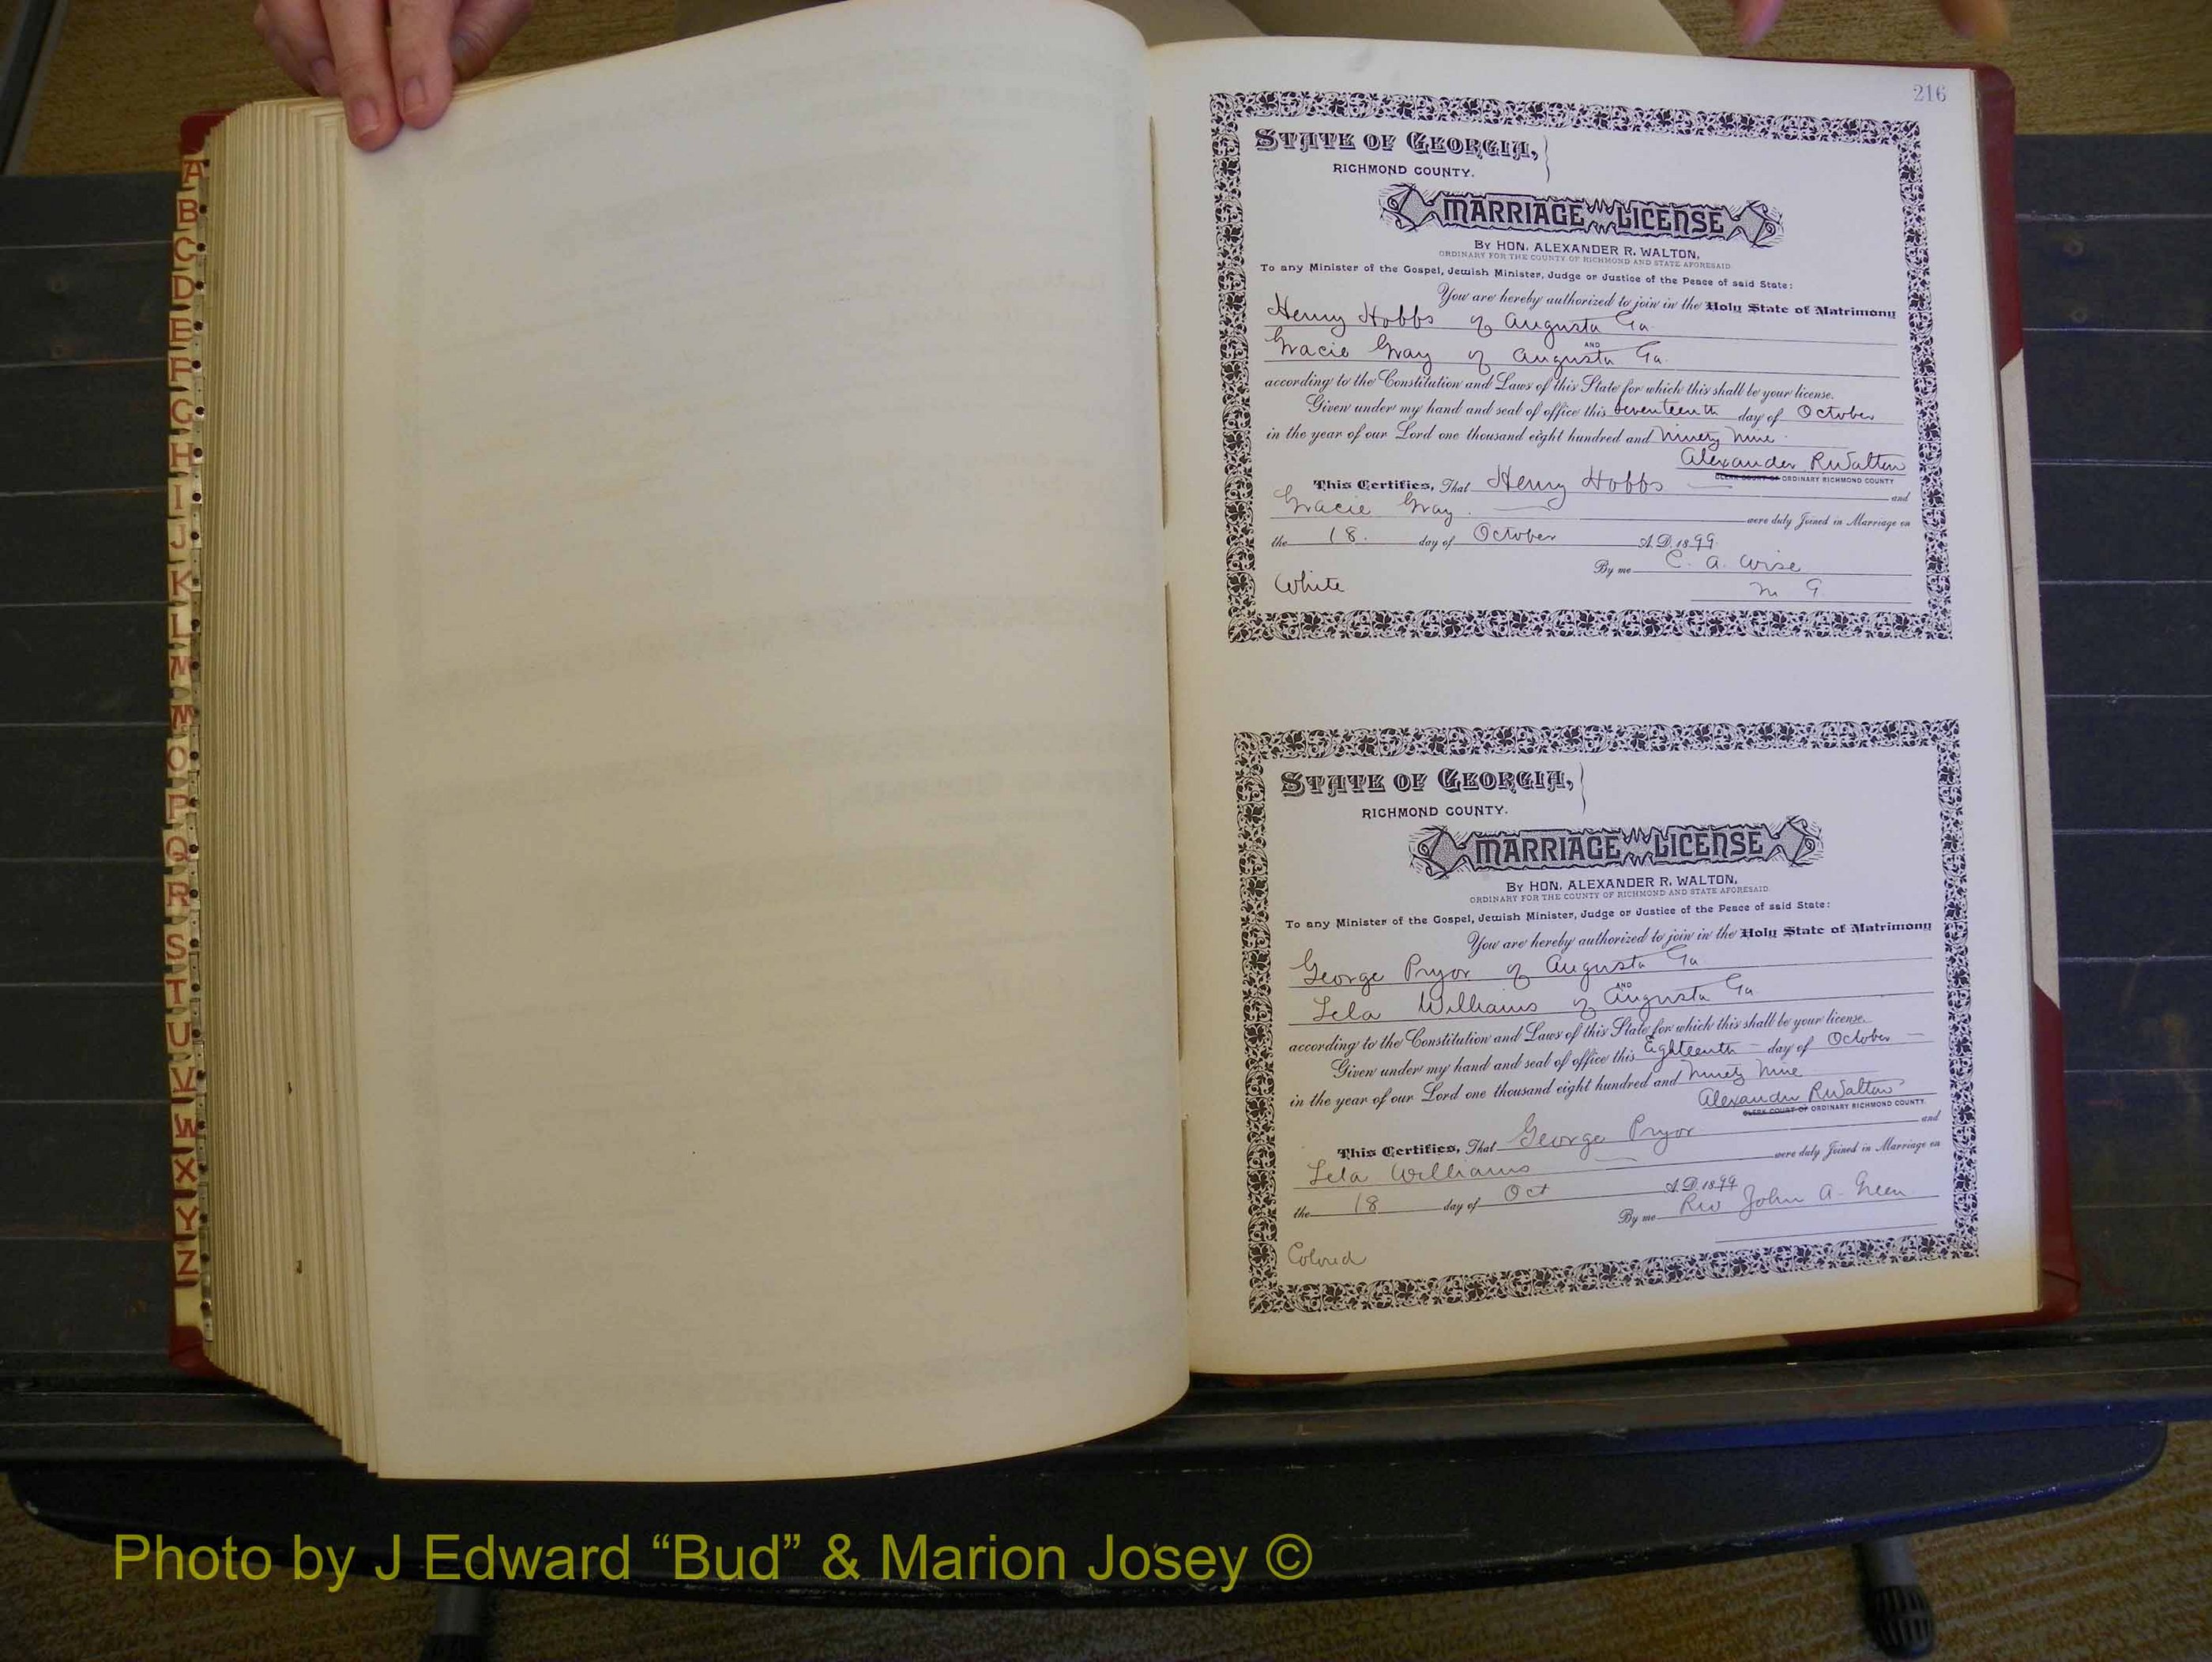 A
B
C
D
E
F
G
H
I
J
K
L
M
N
O
P
Q
R
S
T
U
V
W
X
Y
Z
216
STATE OF GEORGIA,
RICHMOND COUNTY.
MARRIAGE LICENSE
By HON. ALEXANDER R. WALTON,
ORDINARY FOR THE COUNTY OF RICHMOND AND STATE AFORESAID
To any Minister of the Gospel, Jewish Minister, Judge or Justice of the Peace of said State:
You are hereby authorized to join in the Holy State of Matrimony
Henry Hobbs of Augusta Ga
AND
Gracie Gray of Augusta Ga.
according to the Constitution and Laws of this State for which this shall be your license.
Given under my hand and seal of office this Seventeenth day of October
in the year of our Lord one thousand eight hundred and Ninety Nine
Alexander R Walton
CLERK COURT OF ORDINARY RICHMOND COUNTY
This Certifies, That Henry Hobbs and
Gracie Gray were duly Joined in Marriage on
the 18. day of October A.D. 1899
By me C. A. Wise
White M G
STATE OF GEORGIA,
RICHMOND COUNTY.
MARRIAGE LICENSE
By HON. ALEXANDER R. WALTON,
ORDINARY FOR THE COUNTY OF RICHMOND AND STATE AFORESAID
To any Minister of the Gospel, Jewish Minister, Judge or Justice of the Peace of said State:
You are hereby authorized to join in the Holy State of Matrimony
George Pryor of Augusta Ga
AND
Lela Williams of Augusta Ga
according to the Constitution and Laws of this State for which this shall be your license.
Given under my hand and seal of office this Eighteenth day of October
in the year of our Lord one thousand eight hundred and Ninety Nine
Alexander R Walton
CLERK COURT OF ORDINARY RICHMOND COUNTY.
This Certifies, That George Pryor and
Lela Williams were duly Joined in Marriage on
the 18 day of Oct A.D. 1899
By me Rev John A. Green
Colored
Photo by J Edward “Bud” & Marion Josey ©